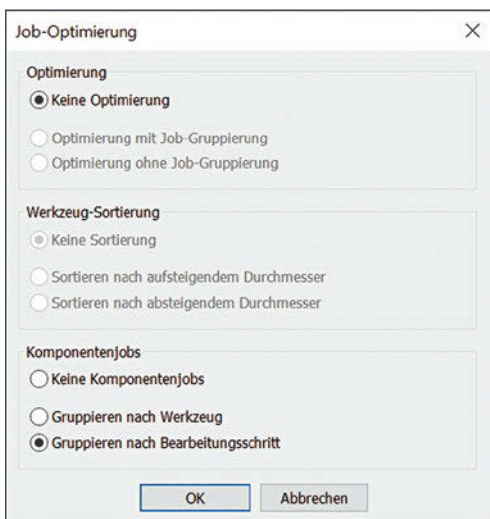 Job-Optimierung
Optimierung
Keine Optimierung
Optimierung mit Job-Gruppierung
Optimierung ohne Job-Gruppierung
Werkzeug-Sortierung
Keine Sortierung
Sortieren nach aufsteigendem Durchmesser
Sortieren nach absteigendem Durchmesser
Komponentenjobs
Keine Komponentenjobs
Gruppieren nach Werkzeug
Gruppieren nach Bearbeitungsschritt
OK Abbrechen